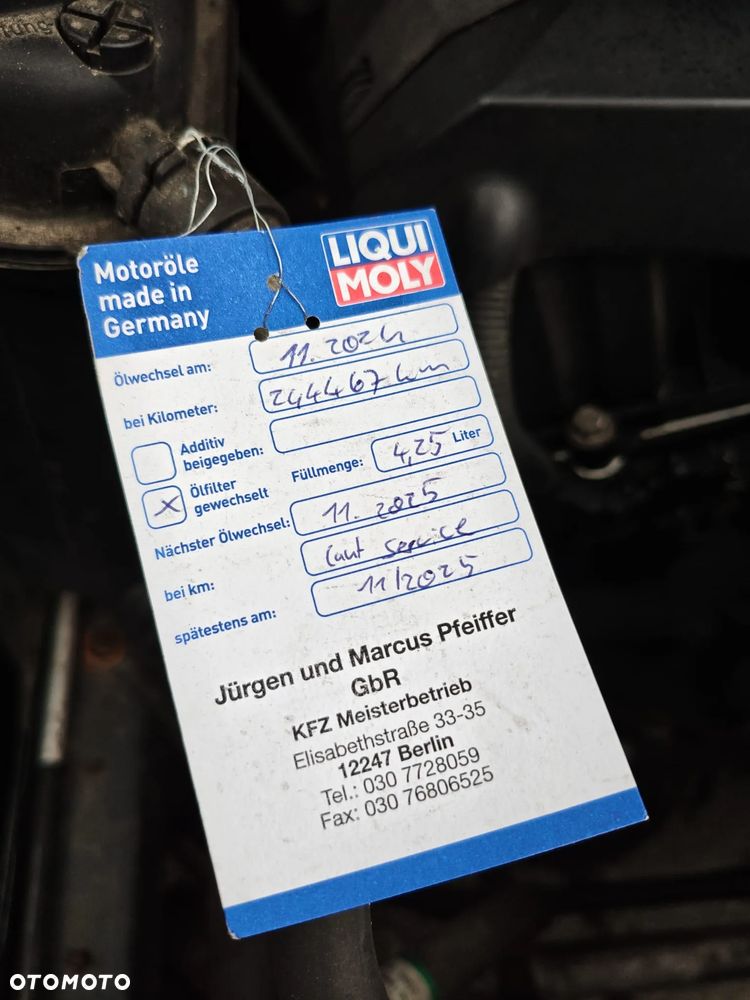 Motoröle
made in
Germany
LIQUI
MOLY
Ölwechsel am: 11.2024
bei Kilometer: 244467 km
Additiv
beigegeben:
Füllmenge: 4,25 Liter
X Ölfilter
gewechselt
Nächster Ölwechsel: 11.2025
bei km: laut service
spätestens am: 11/2025
Jürgen und Marcus Pfeiffer
GbR
KFZ Meisterbetrieb
Elisabethstraße 33-35
12247 Berlin
Tel.: 030 7728059
Fax: 030 76806525
OTOMOTO